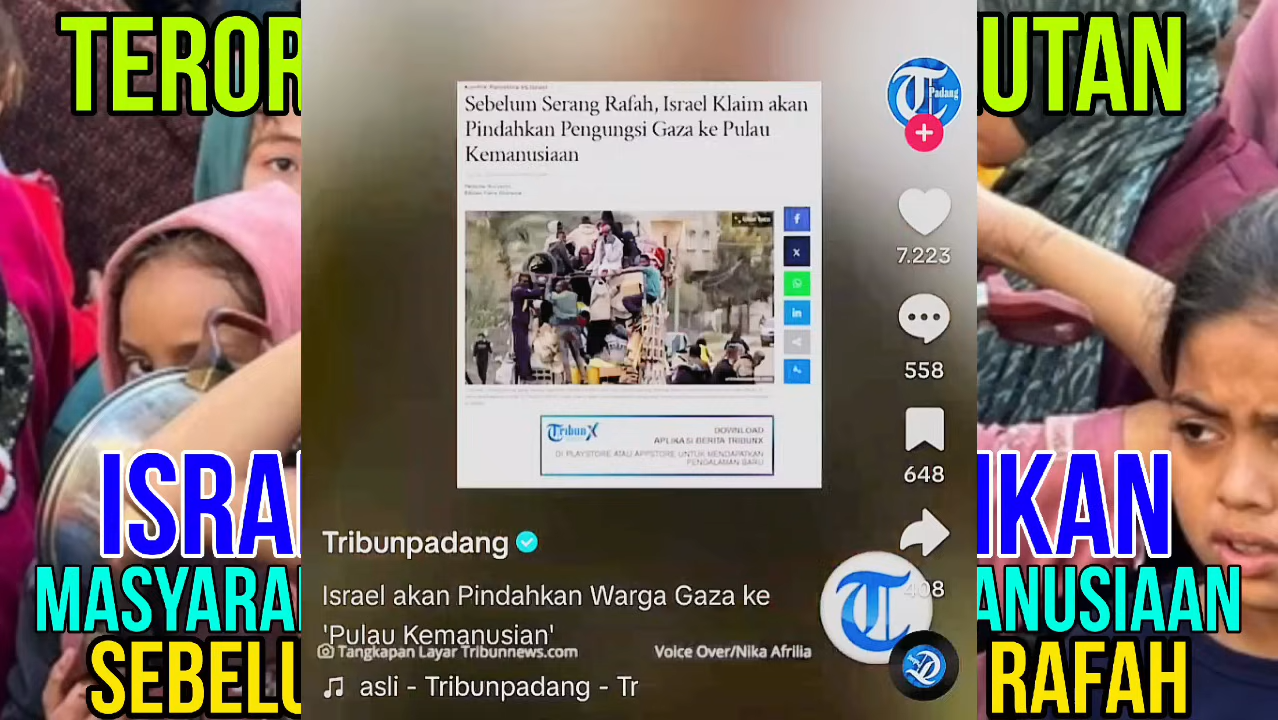 TEROR
UTAN
Padang
Sebelum Serang Rafah, Israel Klaim akan
Pindahkan Pengungsi Gaza ke Pulau
Kemanusiaan
7.223
558
648
408
Tribun X
DOWNLOAD
APLIKASI BERITA TRIBUNX
DI PLAYSTORE ATAU APPSTORE UNTUK MENDAPATKAN
PENGALAMAN BARU
ISRA
IKAN
MASYARA
ANUSIAAN
SEBELU
RAFAH
Tribunpadang
Israel akan Pindahkan Warga Gaza ke
'Pulau Kemanusian'
Tangkapan Layar Tribunnews.com
Voice Over/Nika Afrilia
asli - Tribunpadang - Tr